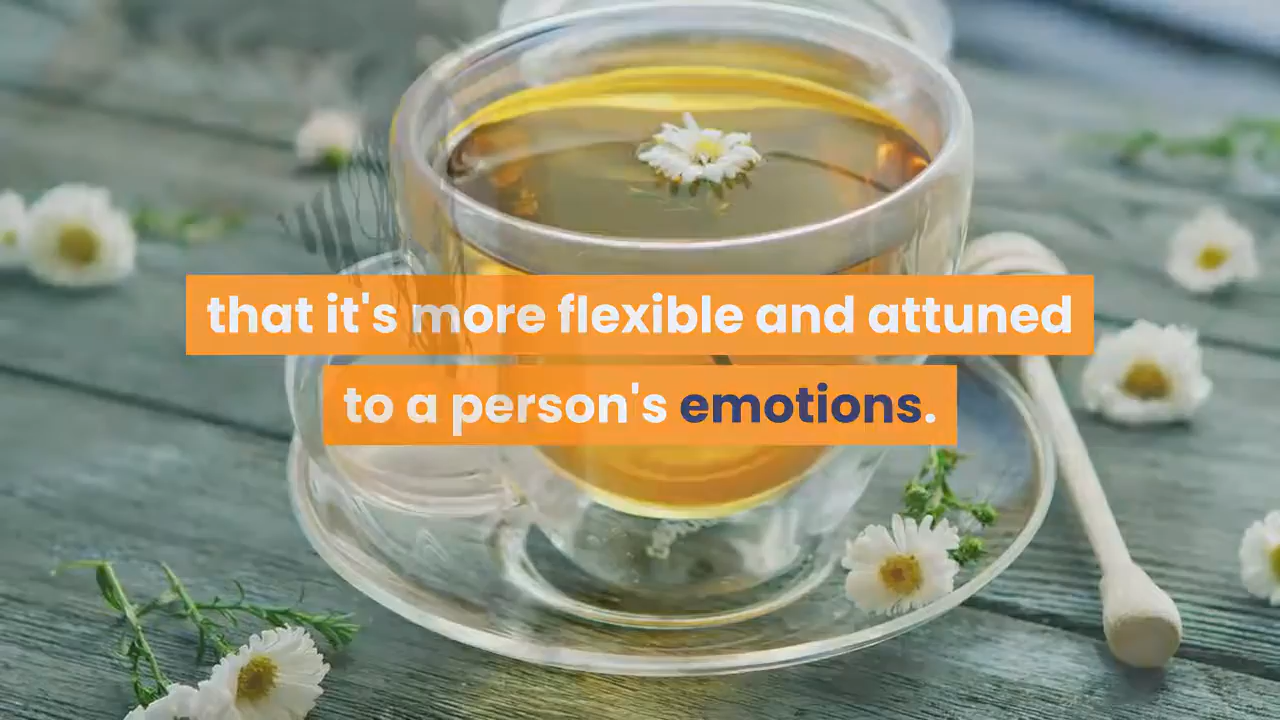 that it's more flexible and attuned
to a person's emotions.